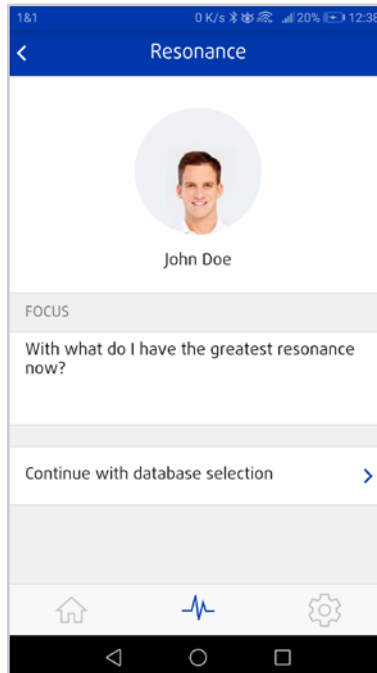 1&1 0 K/s 20% 12:38
Resonance
John Doe
FOCUS
With what do I have the greatest resonance
now?
Continue with database selection